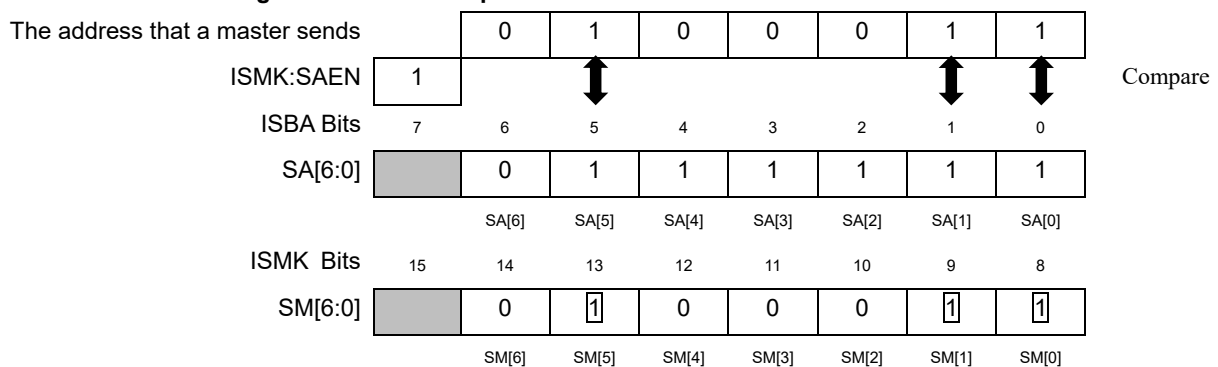 The address that a master sends 0 1 0 0 0 1 1
ISMK:SAEN 1 Compare
ISBA Bits 7 6 5 4 3 2 1 0
SA[6:0] 0 1 1 1 1 1 1
SA[6] SA[5] SA[4] SA[3] SA[2] SA[1] SA[0]
ISMK Bits 15 14 13 12 11 10 9 8
SM[6:0] 0 1 0 0 0 1 1
SM[6] SM[5] SM[4] SM[3] SM[2] SM[1] SM[0]